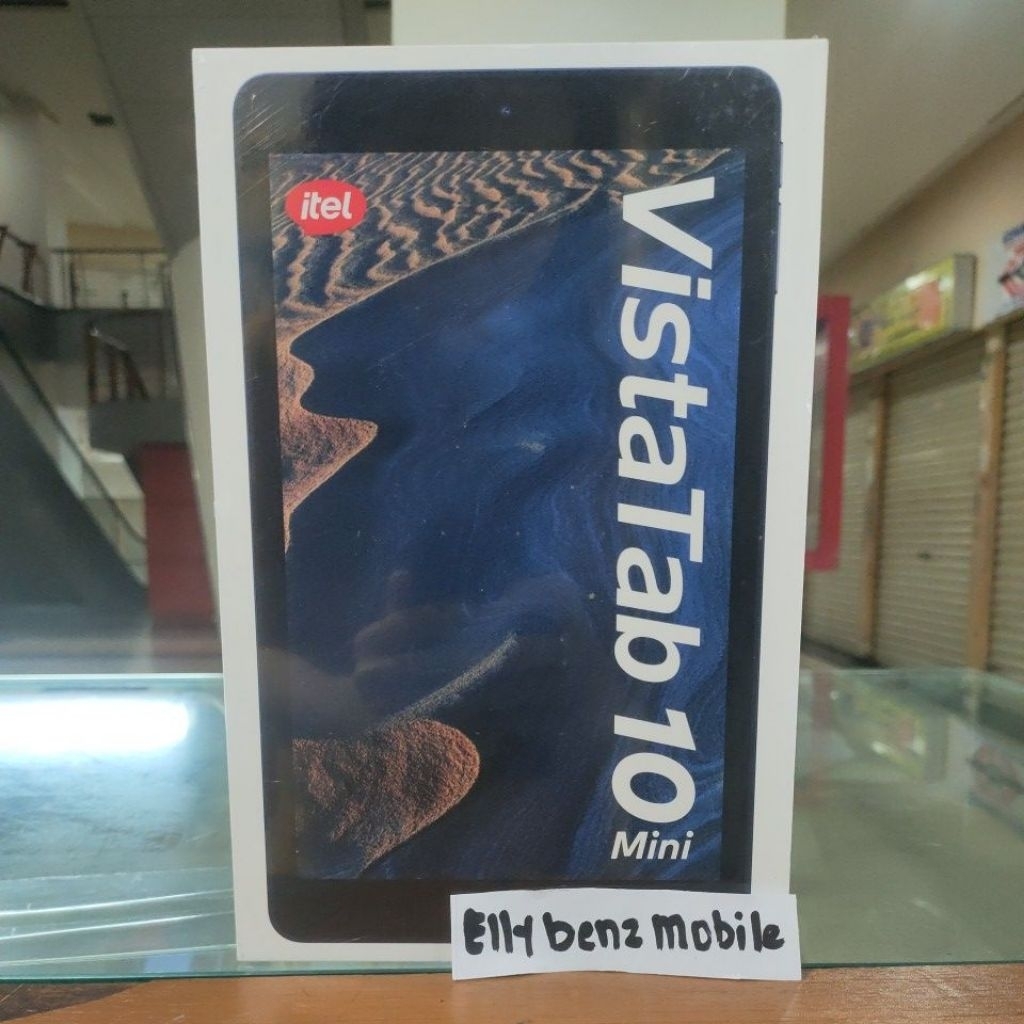 itel
VistaTab 10
Mini
Elly benz mobile